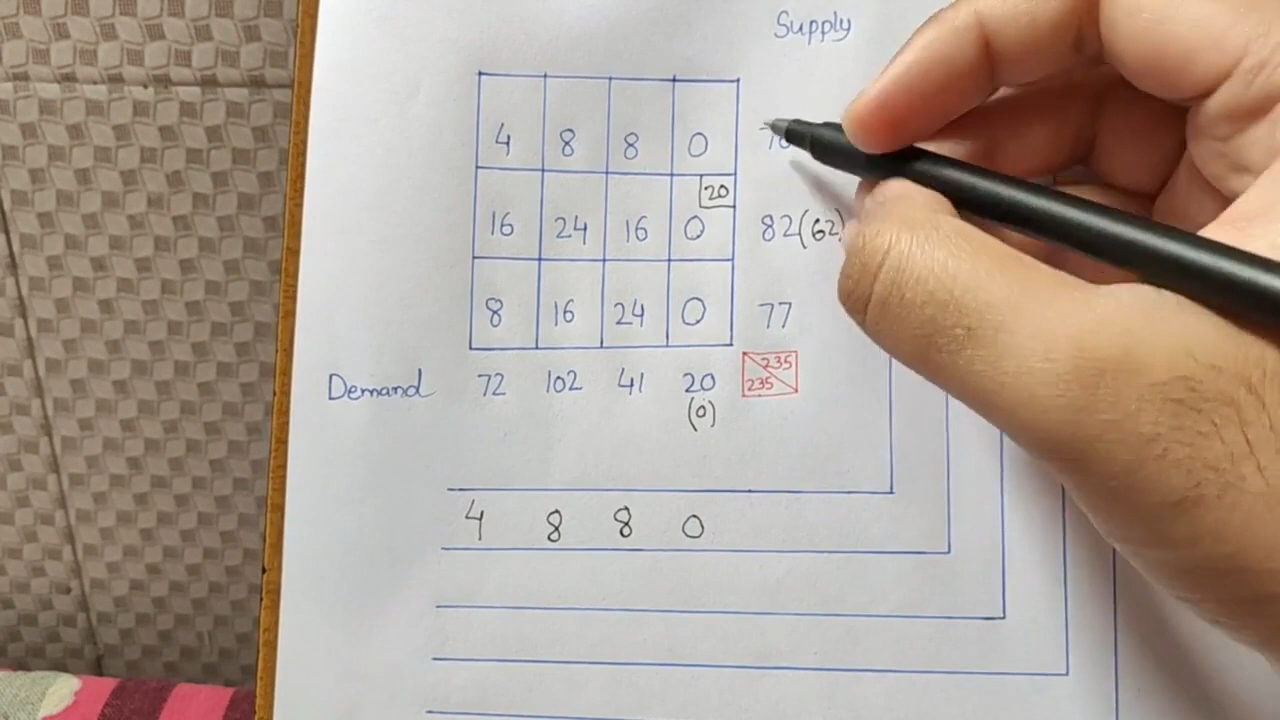 Supply
4 8 8 0
20
16 24 16 0 82(62)
8 16 24 0 77
Demand 72 102 41 20
235
235
(0)
4 8 8 0